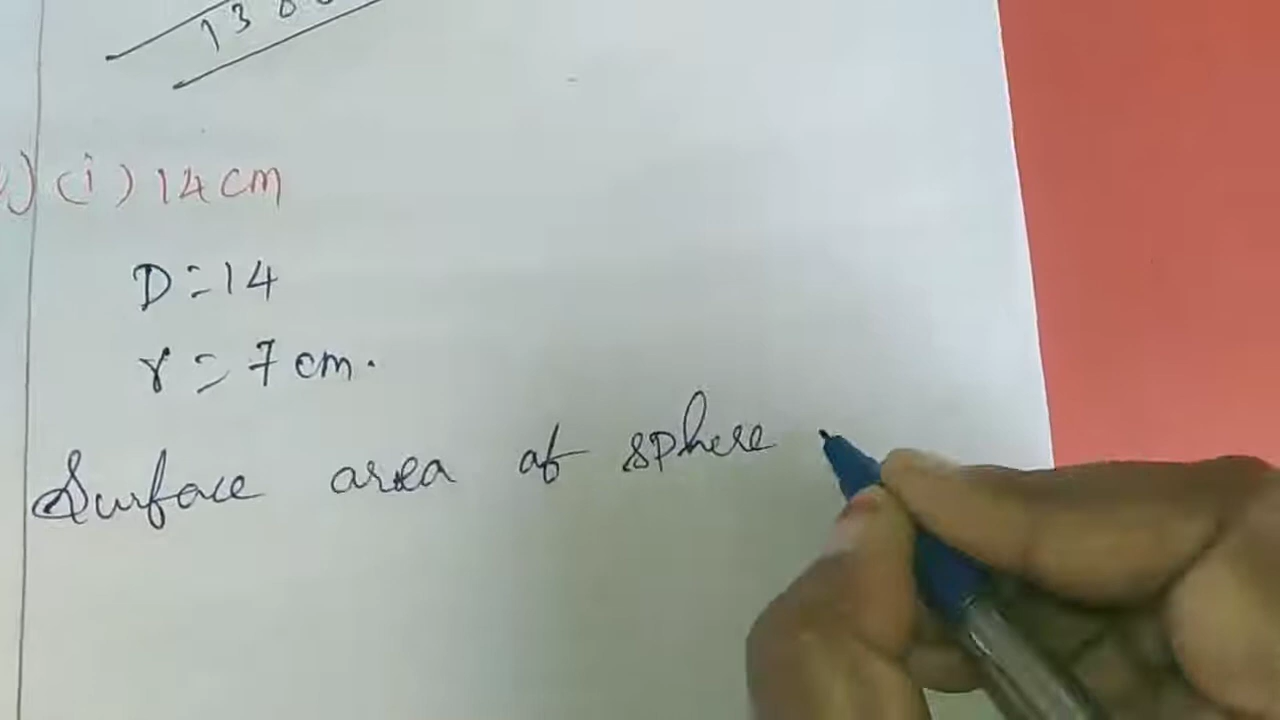 (i) 14 cm
D = 14
r = 7 cm.
Surface area of sphere